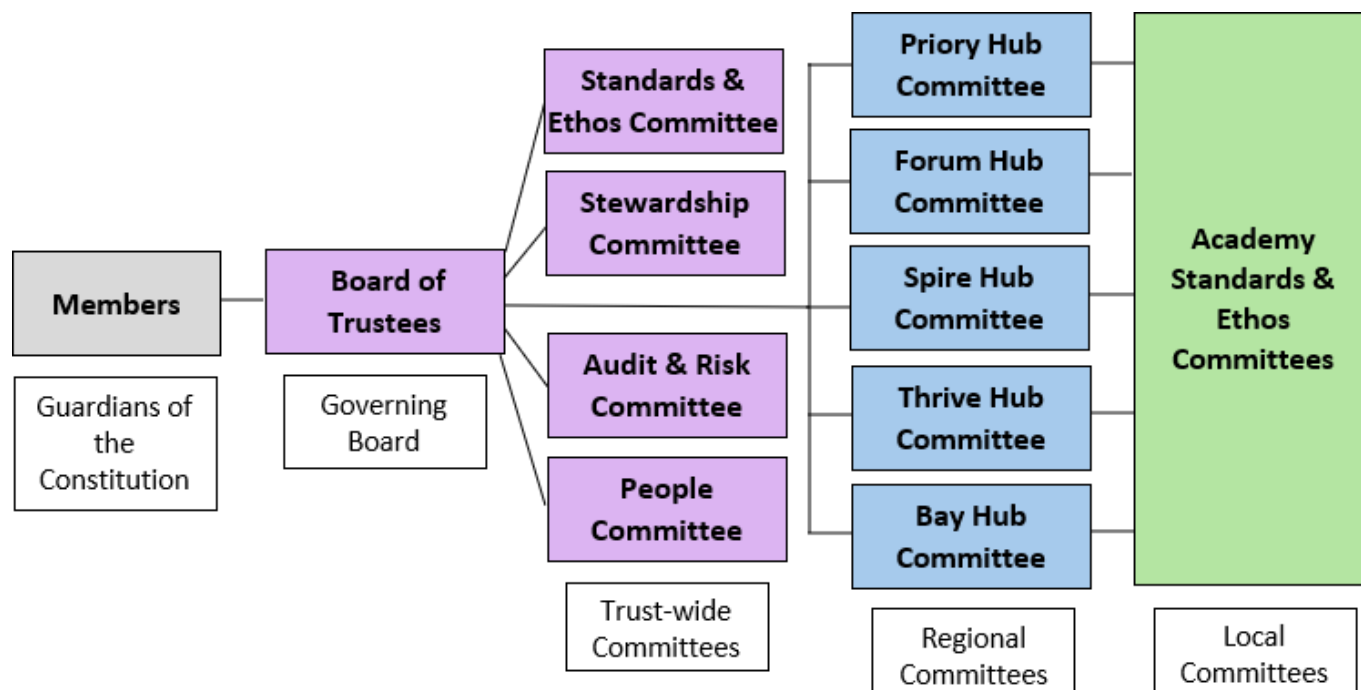 Members
Guardians of
the
Constitution
Board of
Trustees
Governing
Board
Standards &
Ethos Committee
Stewardship
Committee
Audit & Risk
Committee
People
Committee
Trust-wide
Committees
Priory Hub
Committee
Forum Hub
Committee
Spire Hub
Committee
Thrive Hub
Committee
Bay Hub
Committee
Regional
Committees
Academy
Standards &
Ethos
Committees
Local
Committees